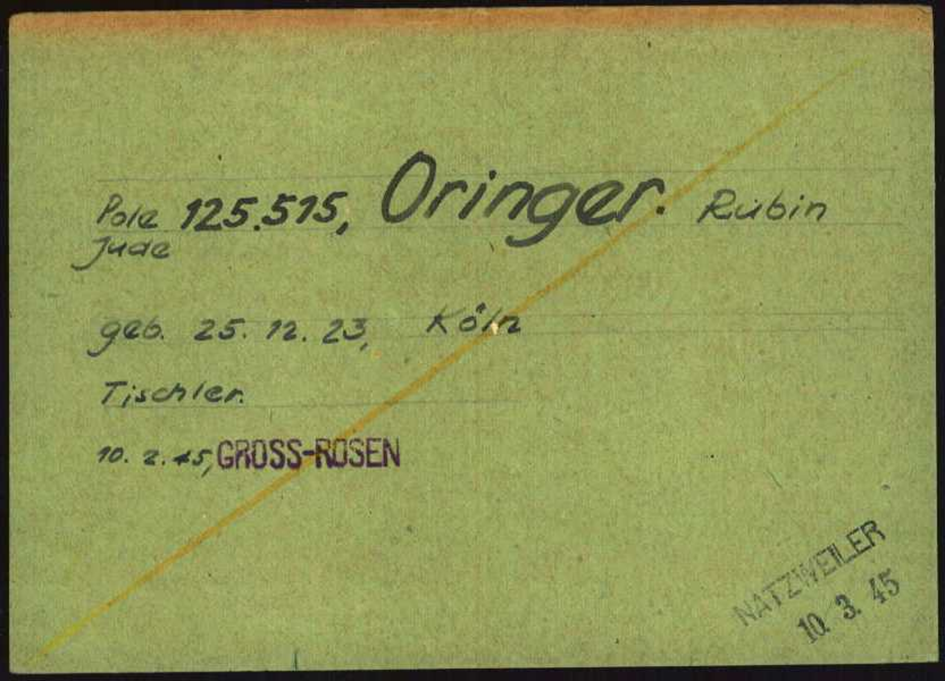 Pole 125.515, Oringer. Rubin
Jude
geb. 25. 12. 23, Köln
Tischler.
10. 2. 45, GROSS-ROSEN
NATZWEILER
10. 3. 45